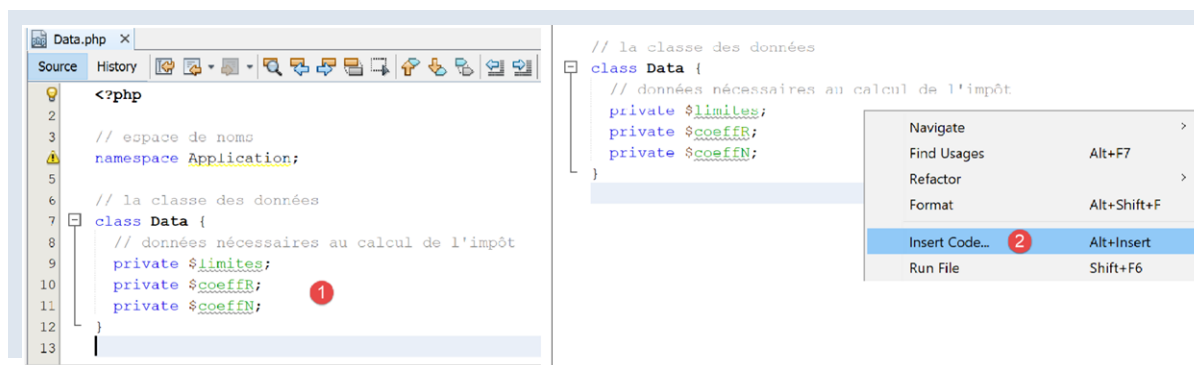 Data.php ×
Source History
<?php
2
3 // espace de noms
namespace Application;
5
6 // la classe des données
7 class Data {
8 // données nécessaires au calcul de l'impôt
9 private $limites;
10 private $coeffR;
11 private $coeffN;
12 }
13
1
// la classe des données
class Data {
// données nécessaires au calcul de l'impôt
private $limites;
private $coeffR;
private $coeffN;
}
Navigate >
Find Usages Alt+F7
Refactor >
Format Alt+Shift+F
Insert Code... 2 Alt+Insert
Run File Shift+F6